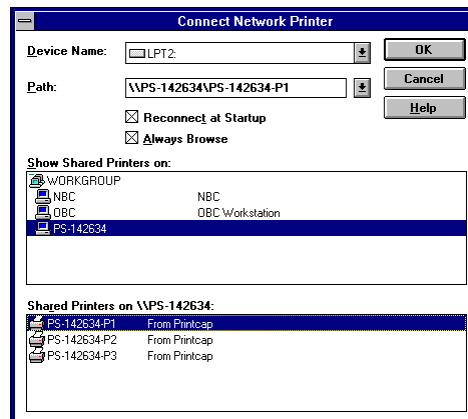 Connect Network Printer
Device Name: LPT2: OK
Path: \\PS-142634\PS-142634-P1 Cancel
Reconnect at Startup Help
Always Browse
Show Shared Printers on:
WORKGROUP
NBC NBC
OBC OBC Workstation
PS-142634
Shared Printers on \\PS-142634:
PS-142634-P1 From Printcap
PS-142634-P2 From Printcap
PS-142634-P3 From Printcap